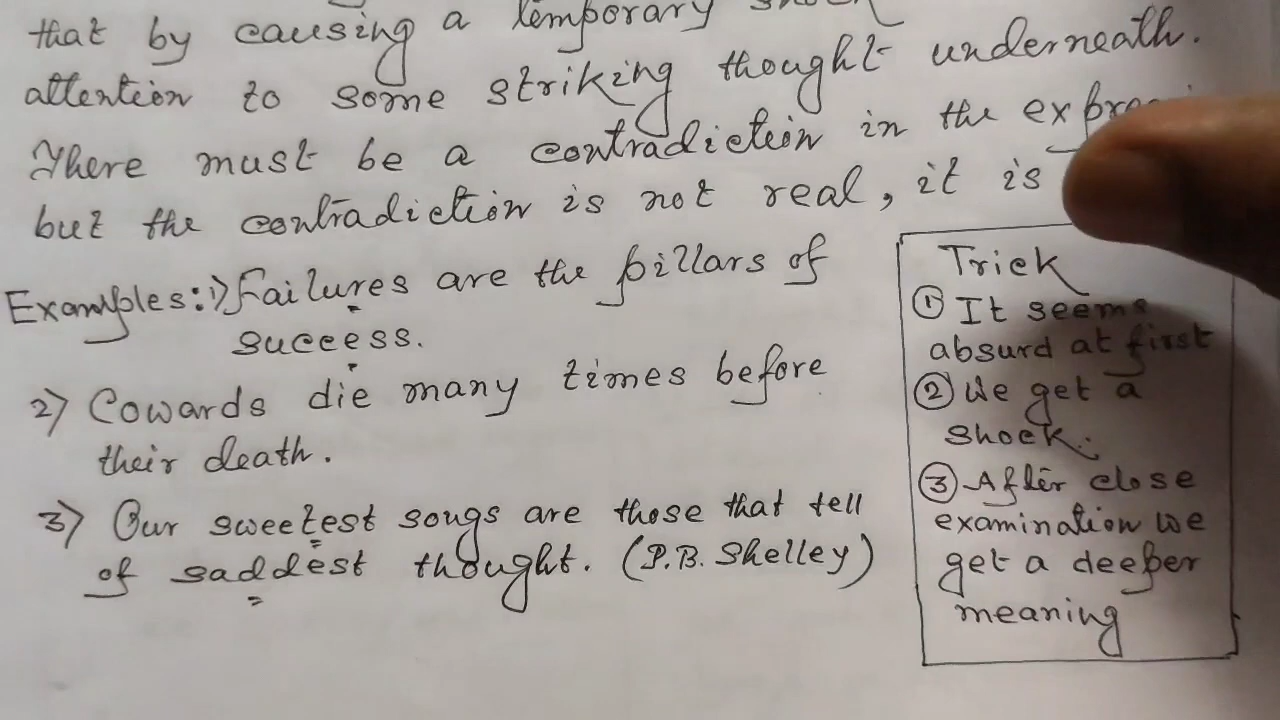 that by causing a temporary
attention to some striking thought underneath.
There must be a contradiction in the
but the contradiction is not real, it is
Examples: 1) Failures are the pillars of
success.
2) Cowards die many times before
their death.
3) Our sweetest songs are those that tell
of saddest thought. (P.B. Shelley)
Trick
① It seems
absurd at first
② We get a
shock.
③ After close
examination we
get a deeper
meaning